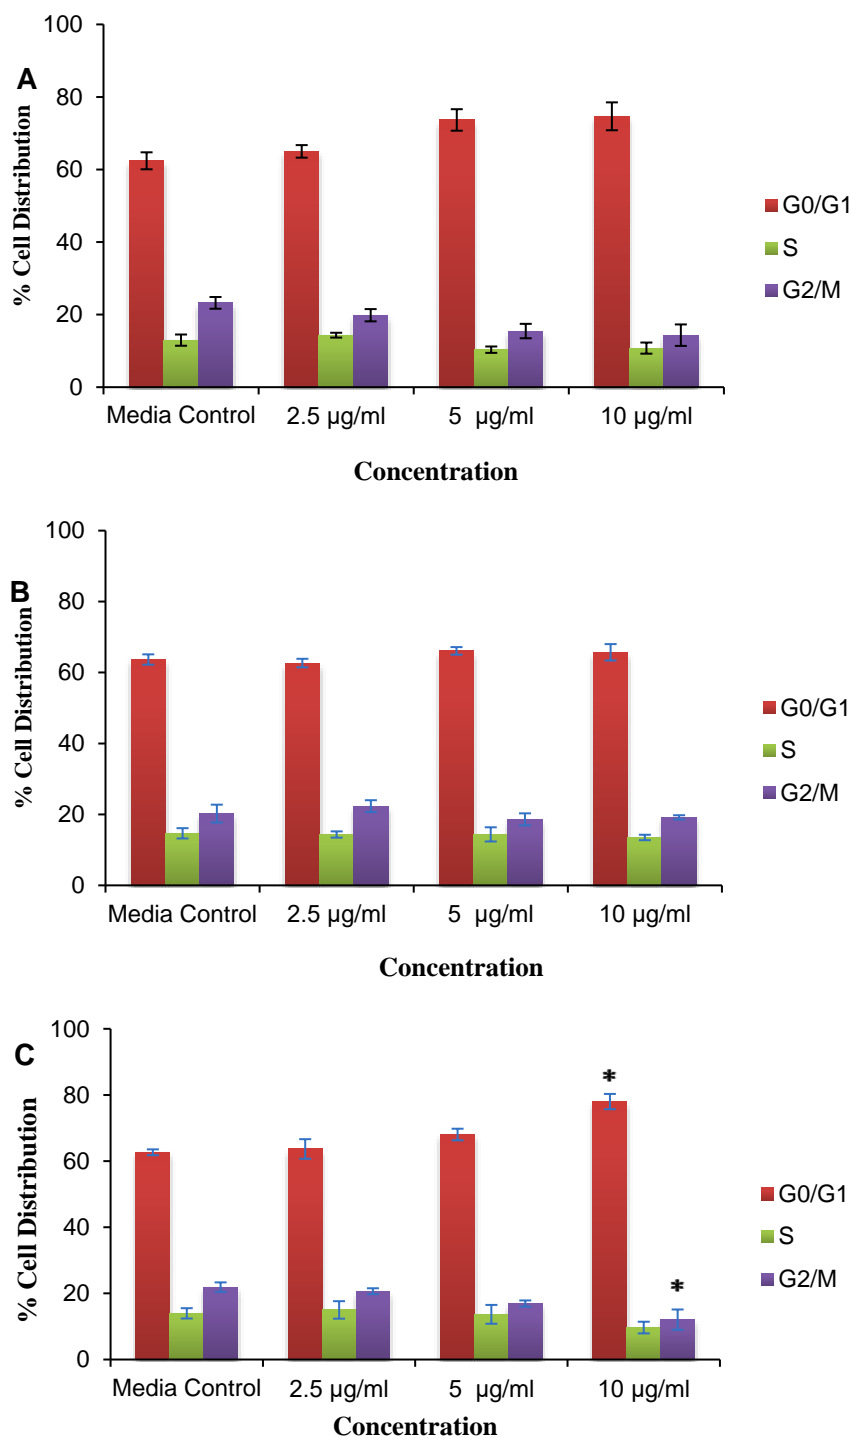 A
% Cell Distribution
100
80
60
40
20
0
Media Control 2.5 µg/ml 5 µg/ml 10 µg/ml
Concentration
G0/G1
S
G2/M
B
% Cell Distribution
100
80
60
40
20
0
Media Control 2.5 µg/ml 5 µg/ml 10 µg/ml
Concentration
G0/G1
S
G2/M
C
% Cell Distribution
100
80
60
40
20
0
*
*
Media Control 2.5 µg/ml 5 µg/ml 10 µg/ml
Concentration
G0/G1
S
G2/M